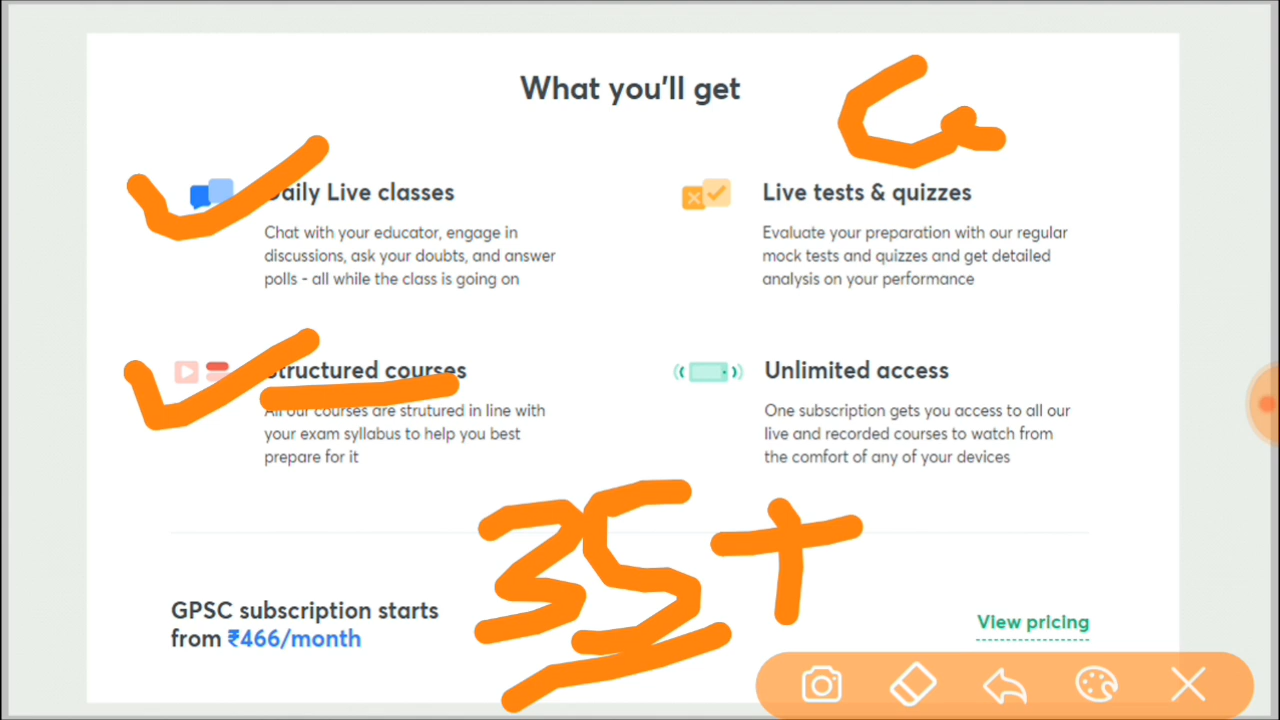 What you'll get
Daily Live classes
Chat with your educator, engage in
discussions, ask your doubts, and answer
polls - all while the class is going on
Live tests & quizzes
Evaluate your preparation with our regular
mock tests and quizzes and get detailed
analysis on your performance
Structured courses
All our courses are strutured in line with
your exam syllabus to help you best
prepare for it
Unlimited access
One subscription gets you access to all our
live and recorded courses to watch from
the comfort of any of your devices
35+
GPSC subscription starts
from ₹466/month
View pricing